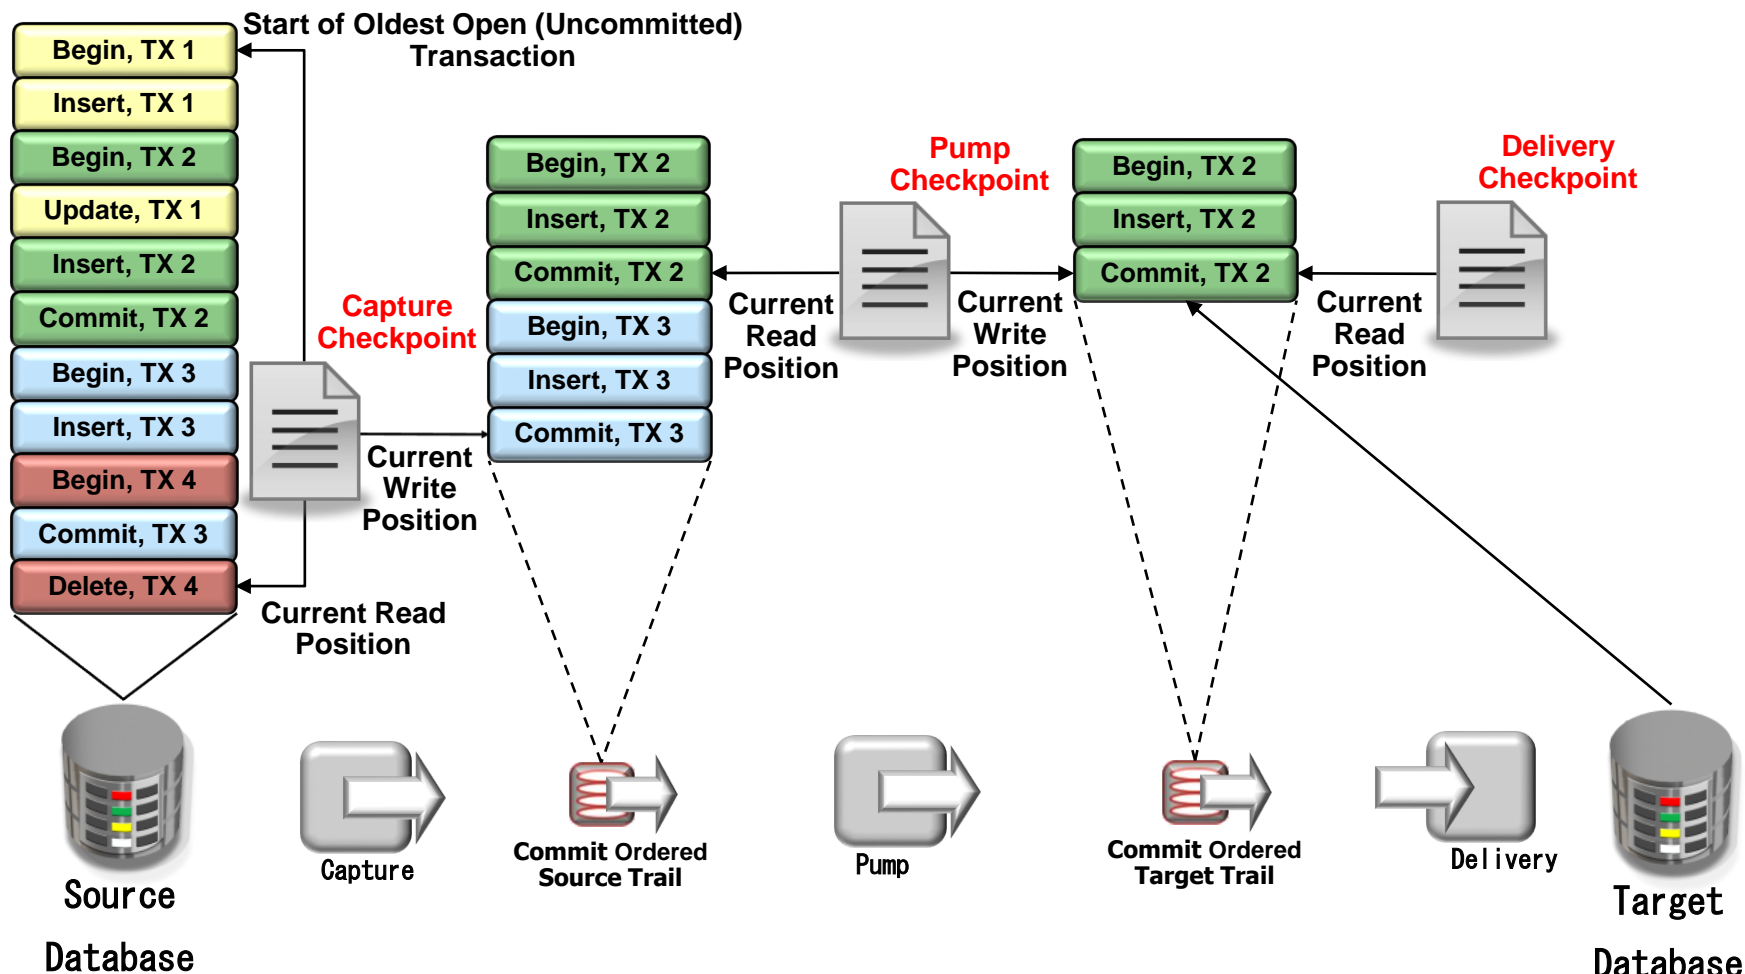 Start of Oldest Open (Uncommitted)
Transaction
Begin, TX 1
Insert, TX 1
Begin, TX 2
Update, TX 1
Insert, TX 2
Commit, TX 2
Begin, TX 3
Insert, TX 3
Begin, TX 4
Commit, TX 3
Delete, TX 4
Capture
Checkpoint
Current
Write
Position
Current Read
Position
Begin, TX 2
Insert, TX 2
Commit, TX 2
Begin, TX 3
Insert, TX 3
Commit, TX 3
Pump
Checkpoint
Current
Read
Position
Current
Write
Position
Begin, TX 2
Insert, TX 2
Commit, TX 2
Delivery
Checkpoint
Current
Read
Position
Source
Database
Capture
Commit Ordered
Source Trail
Pump
Commit Ordered
Target Trail
Delivery
Target
Database